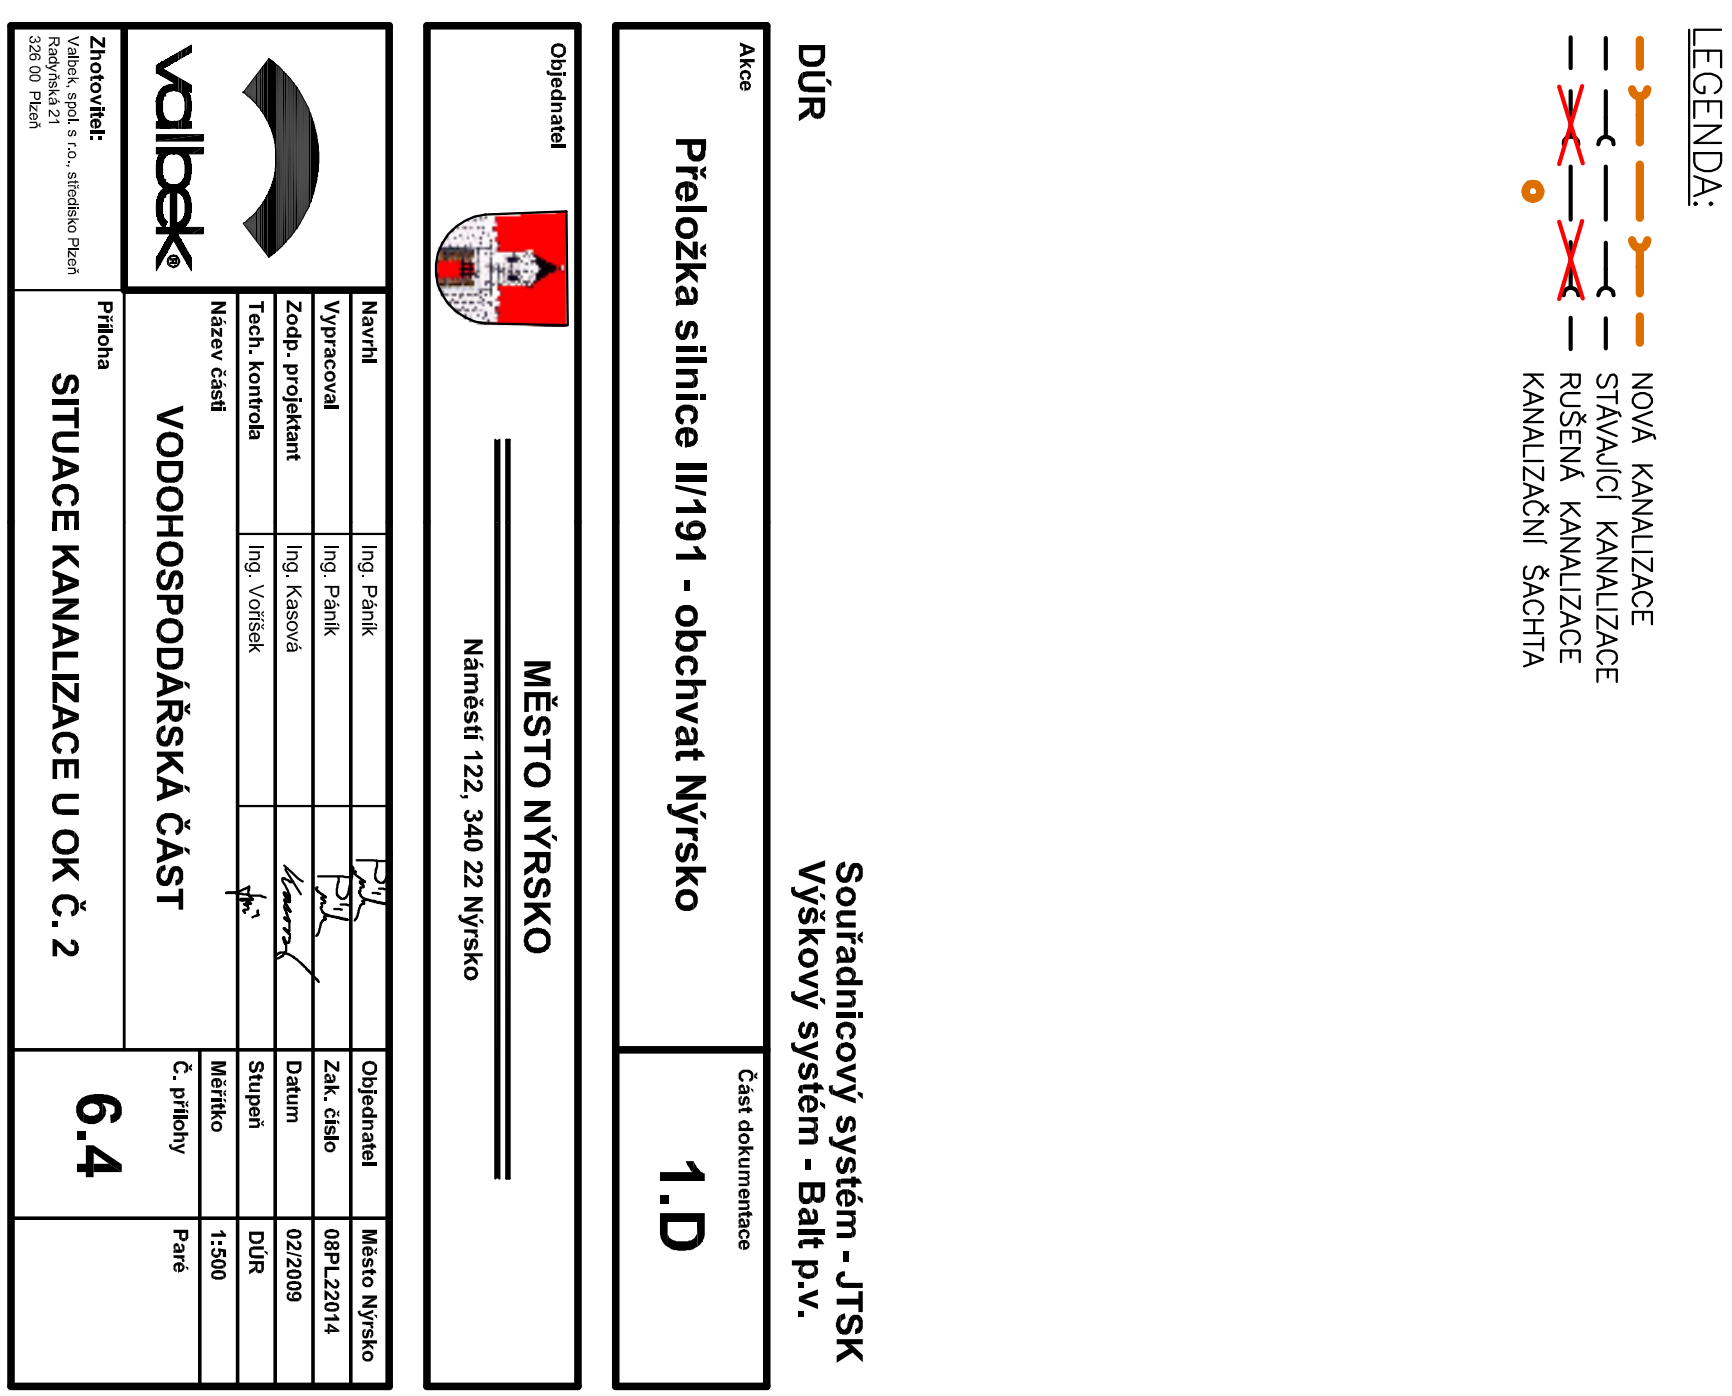 LEGENDA:
NOVÁ KANALIZACE
STÁVAJÍCÍ KANALIZACE
RUŠENÁ KANALIZACE
KANALIZAČNÍ ŠACHTA
Souřadnicový systém - JTSK
DÚR
Výškový systém - Balt p.v.
Akce
Přeložka silnice II/191 - obchvat Nýrsko
Část dokumentace
1.D
Objednatel
MĚSTO NÝRSKO
Náměstí 122, 340 22 Nýrsko
valbek®
Zhotovitel:
Valbek, spol. s r.o., středisko Plzeň
Radyňská 21
326 00 Plzeň
Navrhl Ing. Páník Objednatel Město Nýrsko
Vypracoval Ing. Páník Zak. číslo 08PL22014
Zodp. projektant Ing. Kasová Datum 02/2009
Tech. kontrola Ing. Voříšek Stupeň DÚR
Název části
Měřítko 1:500
VODOHOSPODÁŘSKÁ ČÁST
Č. přílohy
6.4
Paré
Příloha
SITUACE KANALIZACE U OK Č. 2